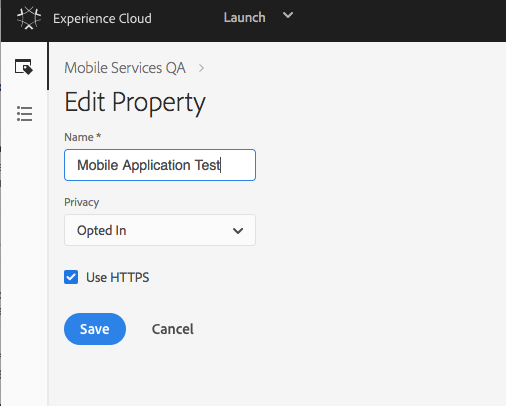 Experience Cloud
Launch
Mobile Services QA
Edit Property
Name *
Mobile Application Test
Privacy
Opted In
Use HTTPS
Save
Cancel